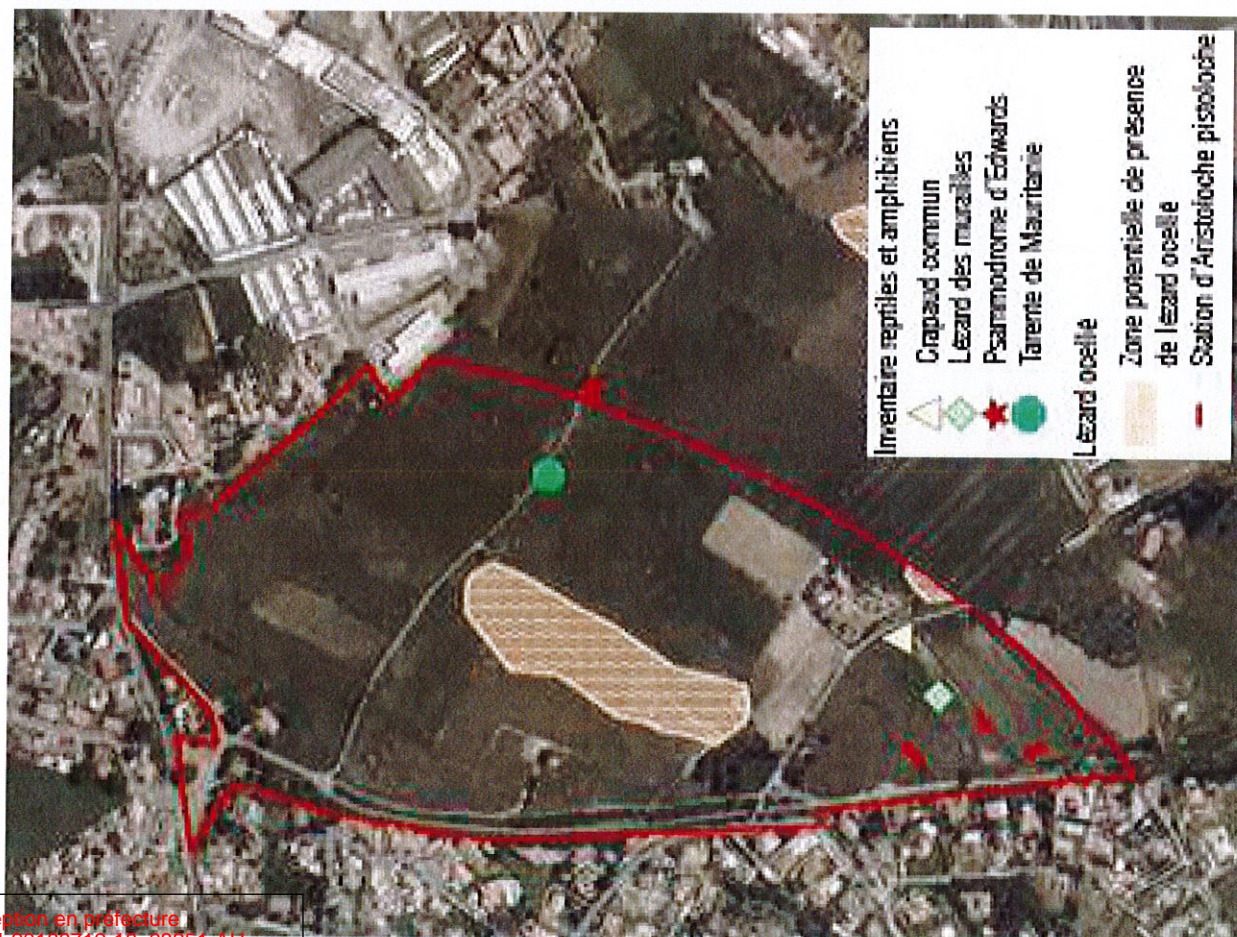 Inventaire reptiles et amphibiens
Crapaud commun
Lézard des murailles
Psammodrome d'Edwards
Tarente de Mauritanie
Lézard ocellé
Zone potentielle de présence
de lézard ocellé
Station d'Aristoloche pistoloche
ption en préfecture